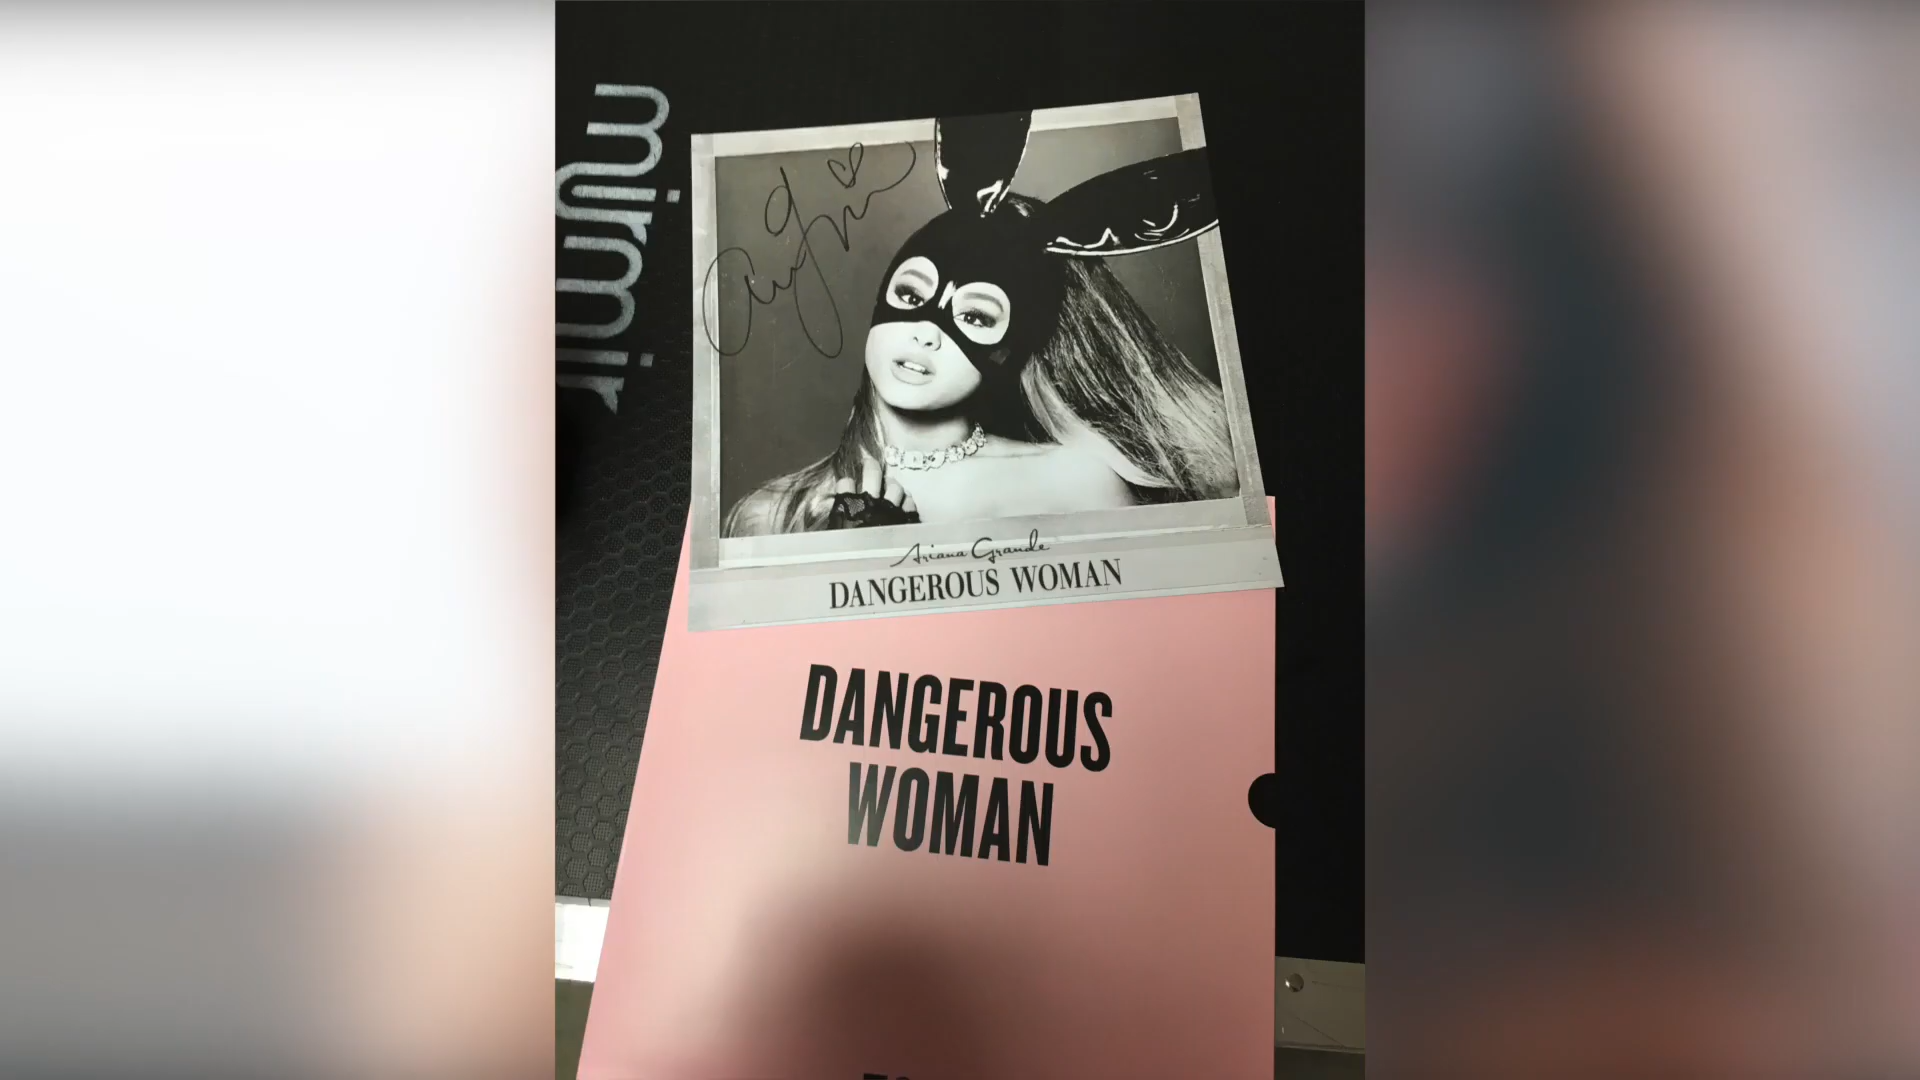 mirmir
Ariana Grande
DANGEROUS WOMAN
DANGEROUS
WOMAN